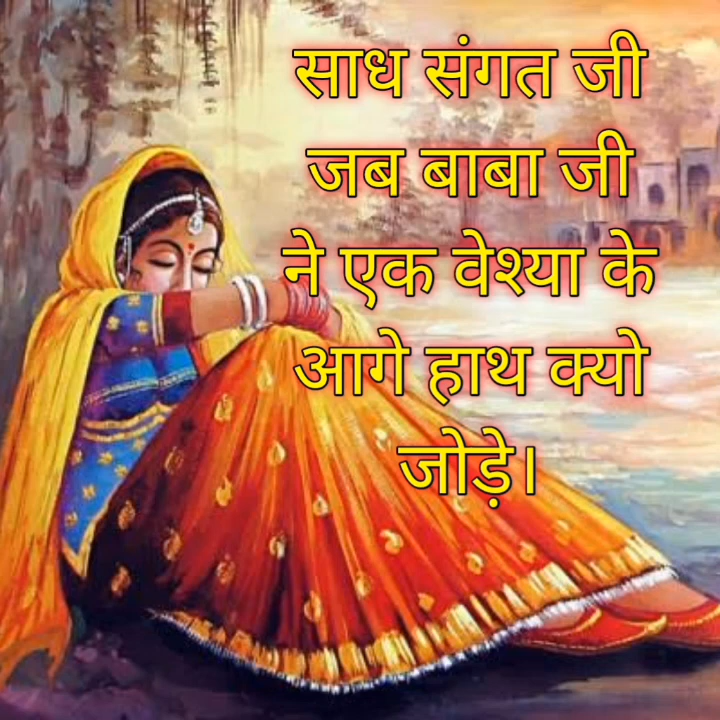 साध संगत जी
जब बाबा जी
ने एक वेश्या के
आगे हाथ क्यो
जोड़े।